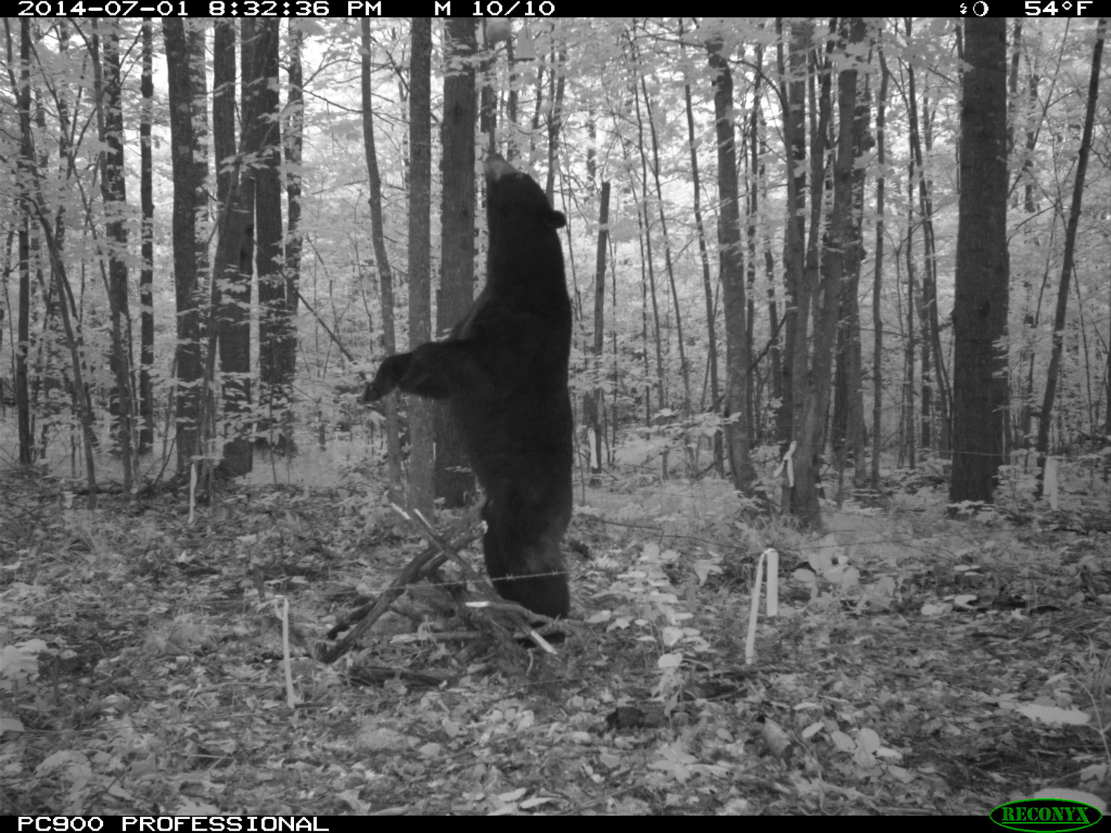 2014-07-01 8:32:36 PM M 10/10 54°F
PC900 PROFESSIONAL RECONYX